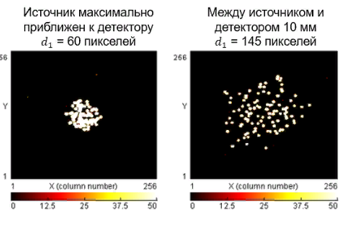 Источник максимально
приближен к детектору
d₁ = 60 пикселей
Между источником и
детектором 10 мм
d₁ = 145 пикселей
256
Y
1
1 X (column number) 256
0 12.5 25 37.5 50
256
Y
1
1 X (column number) 256
0 12.5 25 37.5 50